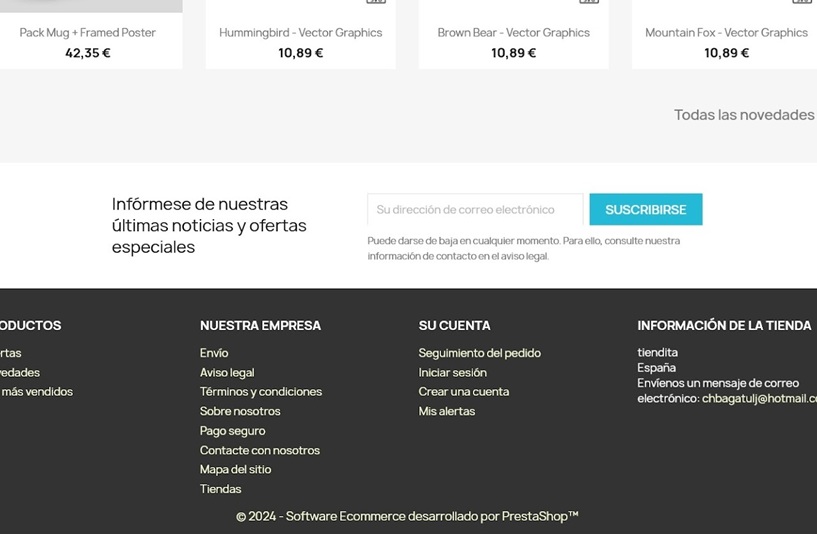 Pack Mug + Framed Poster
42,35 €
Hummingbird - Vector Graphics
10,89 €
Brown Bear - Vector Graphics
10,89 €
Mountain Fox - Vector Graphics
10,89 €
Todas las novedades
Infórmese de nuestras
últimas noticias y ofertas
especiales
Su dirección de correo electrónico
SUSCRIBIRSE
Puede darse de baja en cualquier momento. Para ello, consulte nuestra
información de contacto en el aviso legal.
ODUCTOS
rtas
vedades
más vendidos
NUESTRA EMPRESA
Envío
Aviso legal
Términos y condiciones
Sobre nosotros
Pago seguro
Contacte con nosotros
Mapa del sitio
Tiendas
SU CUENTA
Seguimiento del pedido
Iniciar sesión
Crear una cuenta
Mis alertas
INFORMACIÓN DE LA TIENDA
tiendita
España
Envíenos un mensaje de correo
electrónico: chbagatulj@hotmail.c
© 2024 - Software Ecommerce desarrollado por PrestaShop™